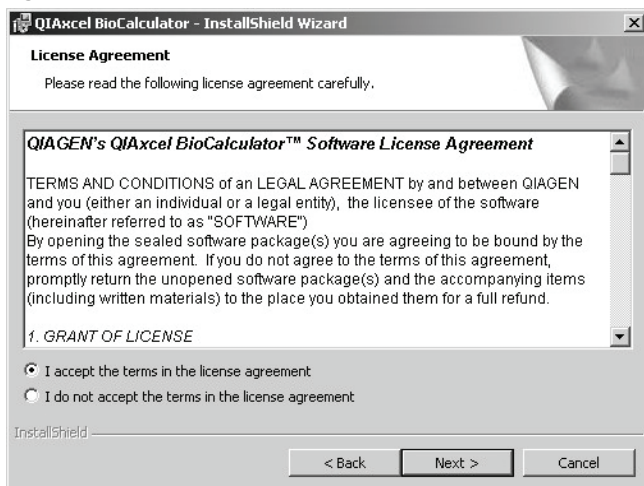 QIAxcel BioCalculator - InstallShield Wizard
License Agreement
Please read the following license agreement carefully.
QIAGEN's QIAxcel BioCalculator™ Software License Agreement
TERMS AND CONDITIONS of an LEGAL AGREEMENT by and between QIAGEN
and you (either an individual or a legal entity), the licensee of the software
(hereinafter referred to as "SOFTWARE")
By opening the sealed software package(s) you are agreeing to be bound by the
terms of this agreement. If you do not agree to the terms of this agreement,
promptly return the unopened software package(s) and the accompanying items
(including written materials) to the place you obtained them for a full refund.
1. GRANT OF LICENSE
I accept the terms in the license agreement
I do not accept the terms in the license agreement
InstallShield
< Back Next > Cancel